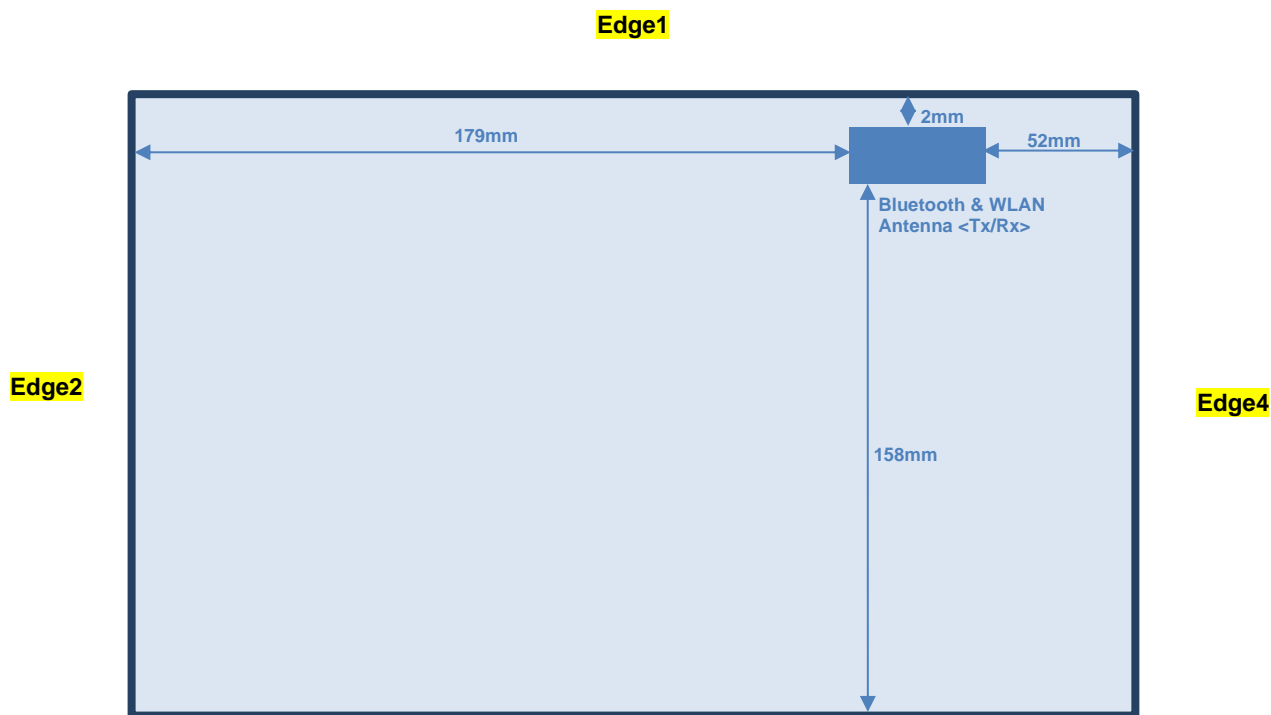 Edge1
2mm
179mm
52mm
Bluetooth & WLAN
Antenna <Tx/Rx>
Edge2
Edge4
158mm